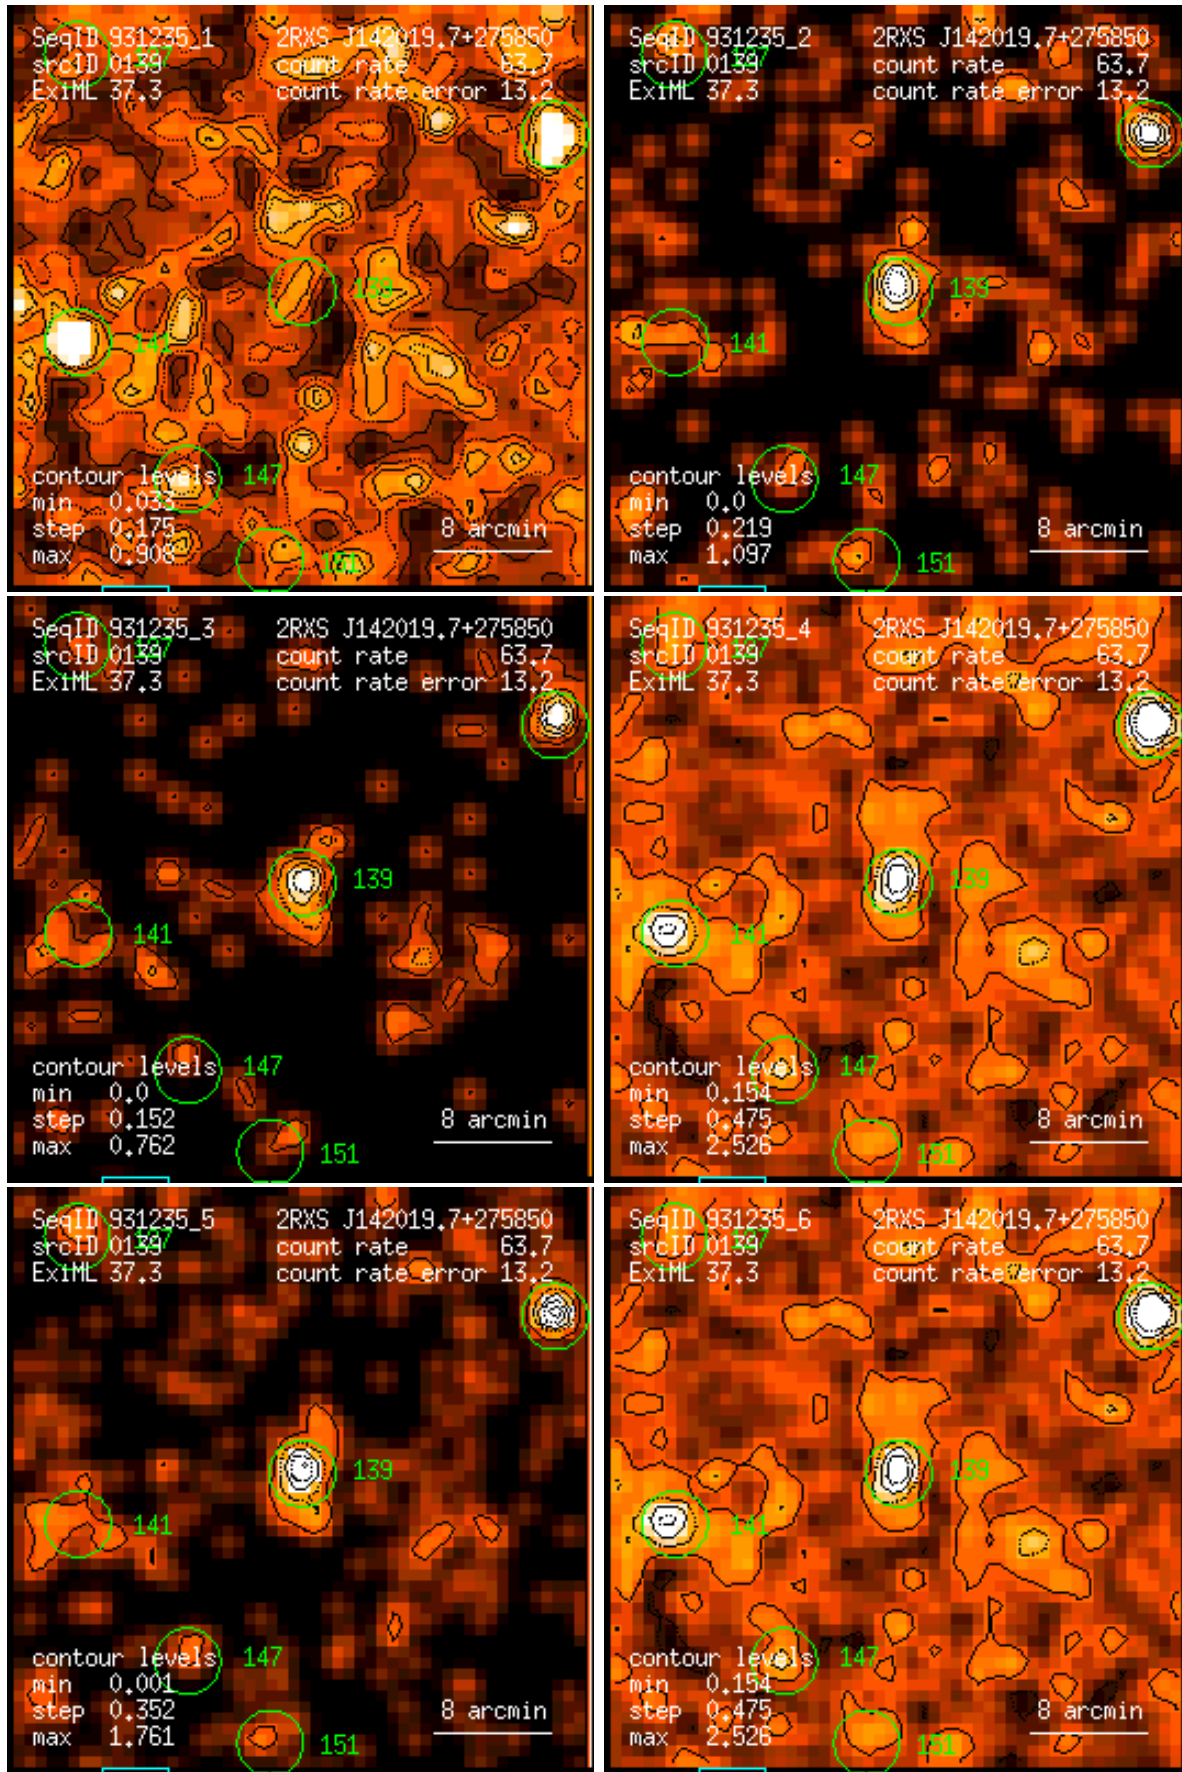 SeqID 931235_1 2RXS J142019.7+275850
srcID 0139 count rate 63.7
ExiML 37.3 count rate error 13.2
139
141
contour levels 147
min 0.033
step 0.175 8 arcmin
max 0.908 151
SeqID 931235_2 2RXS J142019.7+275850
srcID 0139 count rate 63.7
ExiML 37.3 count rate error 13.2
139
141
contour levels 147
min 0.0
step 0.219 8 arcmin
max 1.097 151
SeqID 931235_3 2RXS J142019.7+275850
srcID 0139 count rate 63.7
ExiML 37.3 count rate error 13.2
139
141
contour levels 147
min 0.0
step 0.152 8 arcmin
max 0.762 151
SeqID 931235_4 2RXS J142019.7+275850
srcID 0139 count rate 63.7
ExiML 37.3 count rate error 13.2
139
141
contour levels 147
min 0.154
step 0.475 8 arcmin
max 2.526 151
SeqID 931235_5 2RXS J142019.7+275850
srcID 0139 count rate 63.7
ExiML 37.3 count rate error 13.2
139
141
contour levels 147
min 0.001
step 0.352 8 arcmin
max 1.761 151
SeqID 931235_6 2RXS J142019.7+275850
srcID 0139 count rate 63.7
ExiML 37.3 count rate error 13.2
139
141
contour levels 147
min 0.154
step 0.475 8 arcmin
max 2.526 151